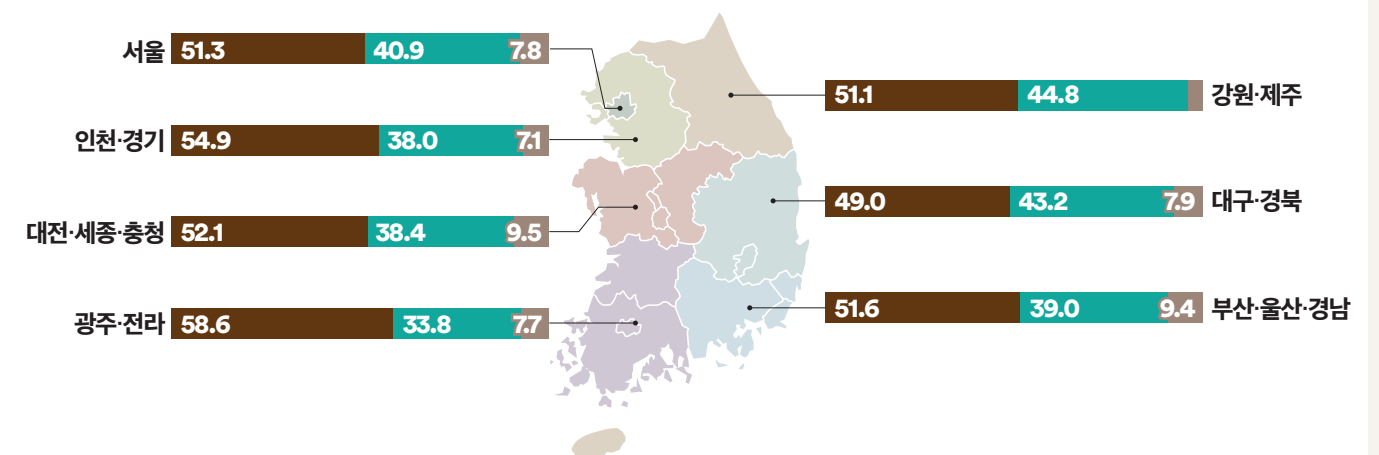 서울 51.3 40.9 7.8
인천·경기 54.9 38.0 7.1
대전·세종·충청 52.1 38.4 9.5
광주·전라 58.6 33.8 7.7
51.1 44.8 강원·제주
49.0 43.2 7.9 대구·경북
51.6 39.0 9.4 부산·울산·경남